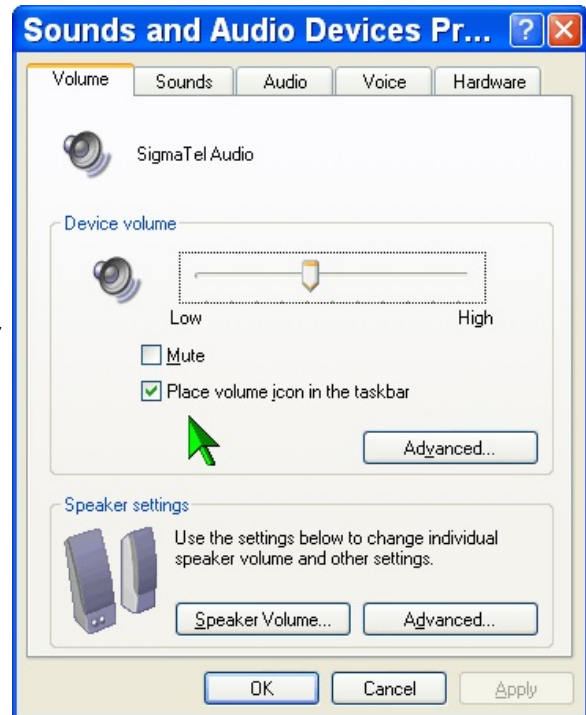 Sounds and Audio Devices Pr...
Volume Sounds Audio Voice Hardware
SigmaTel Audio
Device volume
Low High
Mute
Place volume icon in the taskbar
Advanced...
Speaker settings
Use the settings below to change individual
speaker volume and other settings.
Speaker Volume... Advanced...
OK Cancel Apply